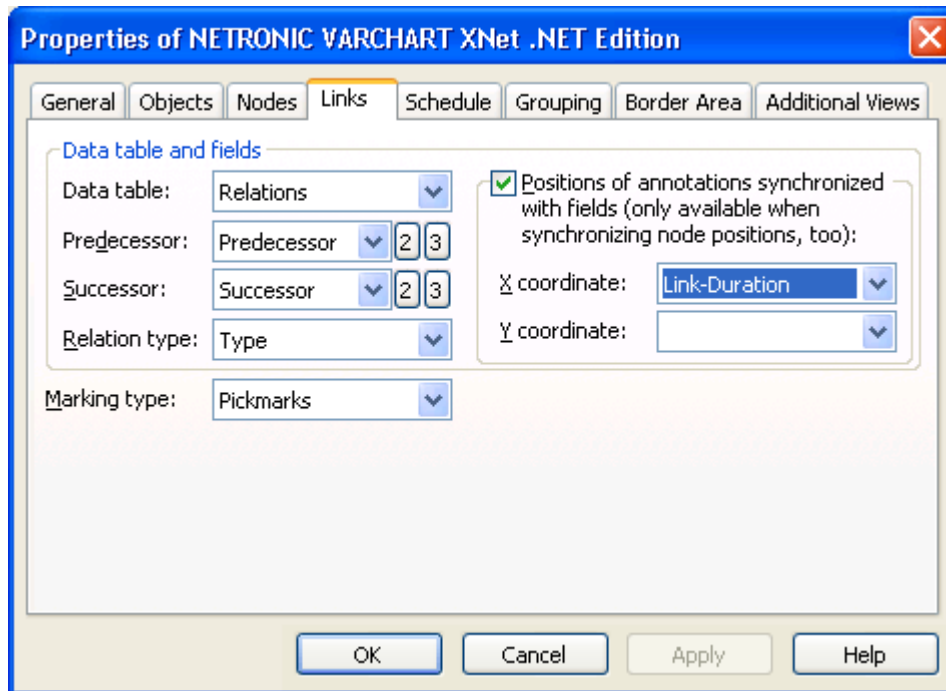 Properties of NETRONIC VARCHART XNet .NET Edition
General Objects Nodes Links Schedule Grouping Border Area Additional Views
Data table and fields
Data table: Relations
Predecessor: Predecessor 2 3
Successor: Successor 2 3
Relation type: Type
Positions of annotations synchronized
with fields (only available when
synchronizing node positions, too):
X coordinate: Link-Duration
Y coordinate:
Marking type: Pickmarks
OK Cancel Apply Help